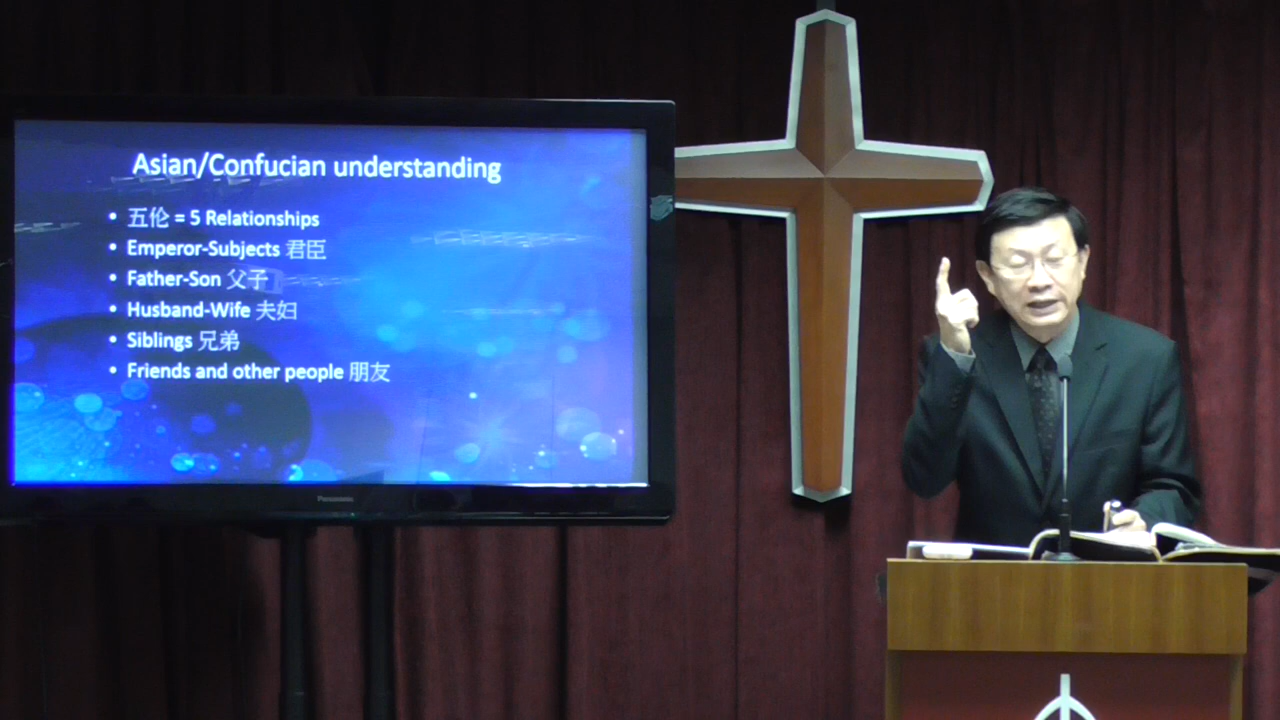 Asian/Confucian understanding
• 五伦 = 5 Relationships
• Emperor-Subjects 君臣
• Father-Son 父子
• Husband-Wife 夫妇
• Siblings 兄弟
• Friends and other people 朋友
Panasonic